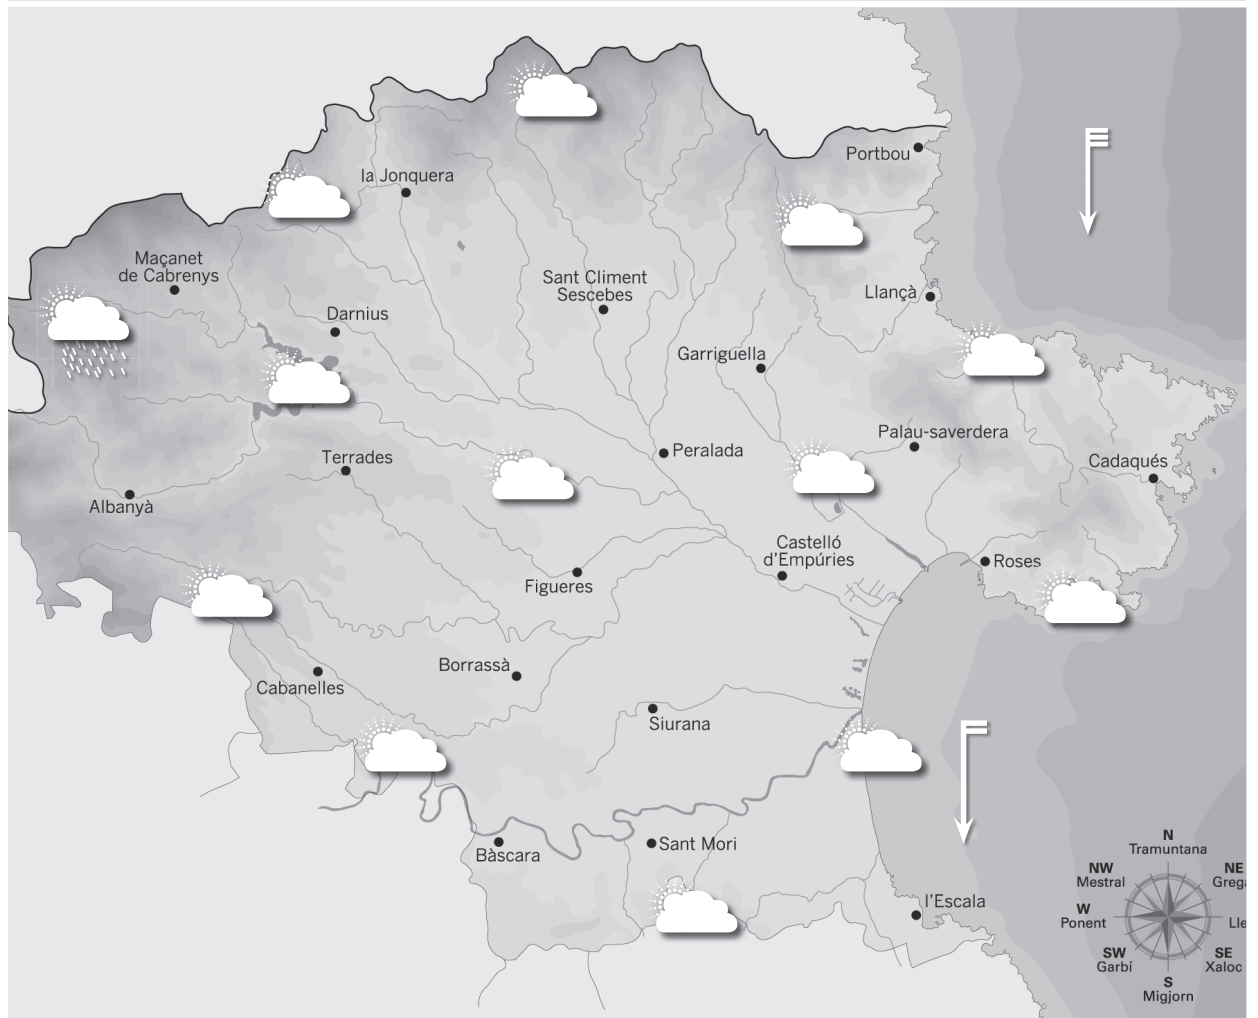 Portbou
la Jonquera
Maçanet
de Cabrenys
Sant Climent
Sescebes
Llançà
Darnius
Garriguella
Palau-saverdera
Peralada
Terrades
Cadaqués
Albanyà
Castelló
d'Empúries
Roses
Figueres
Borrassà
Cabanelles
Siurana
Bàscara
Sant Mori
l'Escala
N
Tramuntana
NW
Mestral
NE
Grega
W
Ponent
Lle
SW
Garbí
SE
Xaloc
S
Migjorn